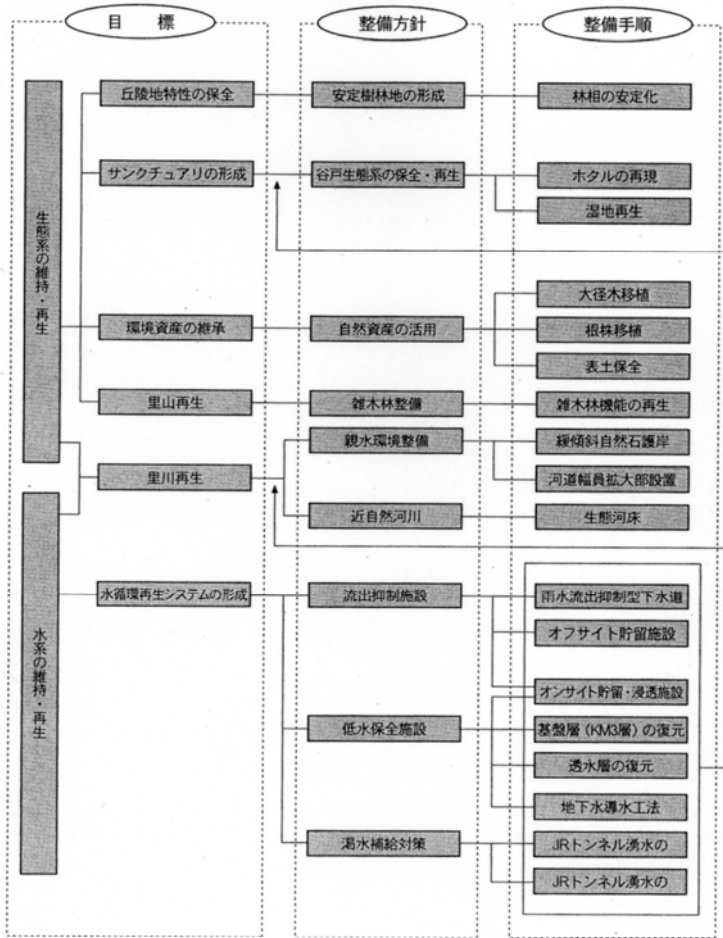 目　標
整備方針
整備手順
生態系の維持・再生
水系の維持・再生
丘陵地特性の保全
安定樹林地の形成
林相の安定化
サンクチュアリの形成
谷戸生態系の保全・再生
ホタルの再現
湿地再生
環境資産の継承
自然資産の活用
大径木移植
根株移植
表土保全
里山再生
雑木林整備
雑木林機能の再生
里川再生
親水環境整備
緩傾斜自然石護岸
河道幅員拡大部設置
近自然河川
生態河床
水循環再生システムの形成
流出抑制施設
雨水流出抑制型下水道
オフサイト貯留施設
オンサイト貯留・浸透施設
低水保全施設
基盤層（KM3層）の復元
透水層の復元
地下水導水工法
渇水補給対策
JRトンネル湧水の
JRトンネル湧水の